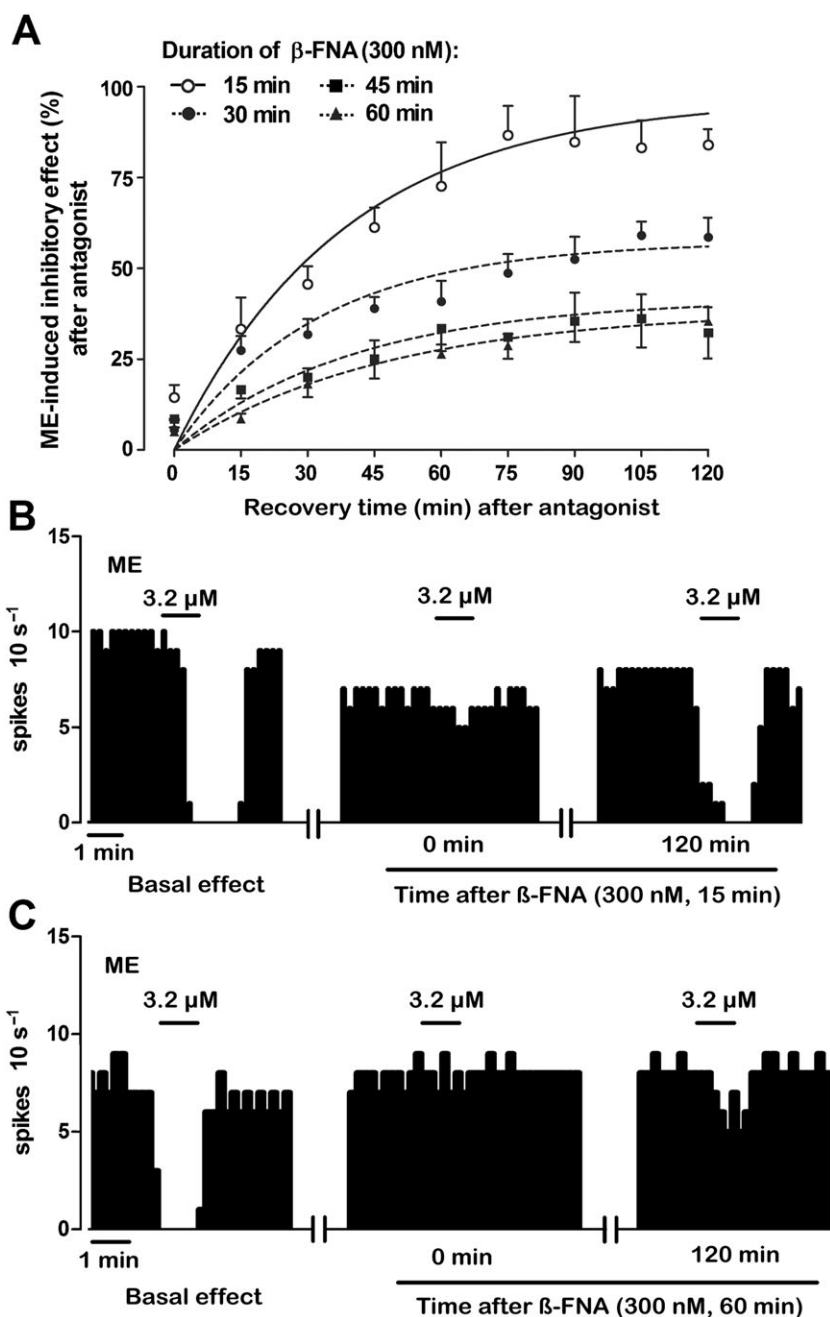 A
Duration of β-FNA (300 nM):
15 min
45 min
30 min
60 min
ME-induced inhibitory effect (%)
after antagonist
100
75
50
25
0
0 15 30 45 60 75 90 105 120
Recovery time (min) after antagonist
B
15
10
5
0
spikes 10 s⁻¹
ME
3.2 μM
3.2 μM
3.2 μM
1 min
0 min
120 min
Basal effect
Time after ß-FNA (300 nM, 15 min)
C
15
10
5
0
spikes 10 s⁻¹
ME
3.2 μM
3.2 μM
3.2 μM
1 min
0 min
120 min
Basal effect
Time after ß-FNA (300 nM, 60 min)